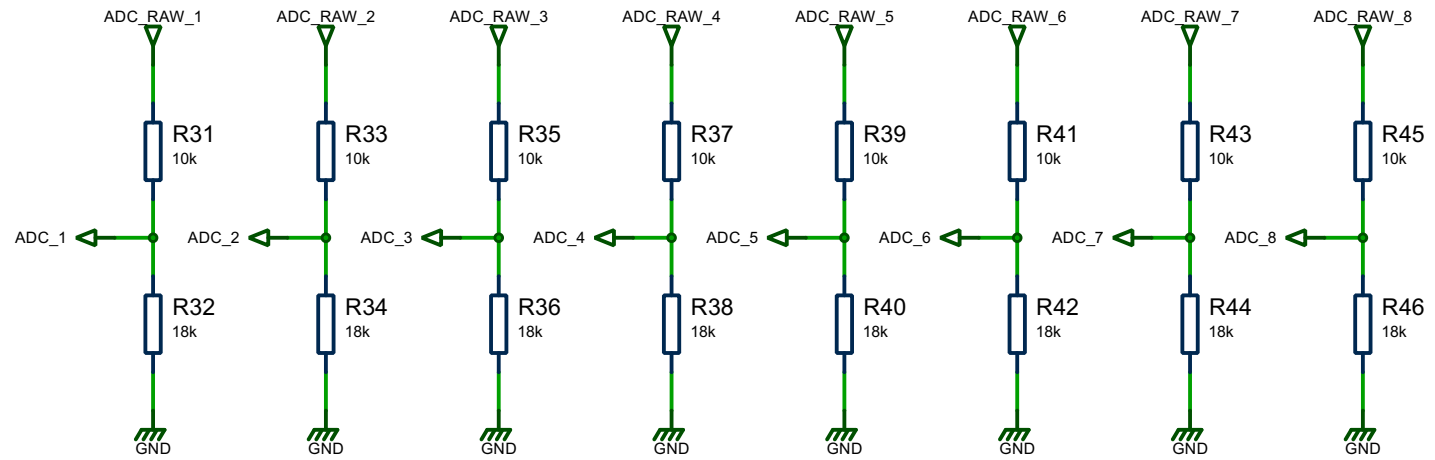 ADC_RAW_1 ADC_RAW_2 ADC_RAW_3 ADC_RAW_4 ADC_RAW_5 ADC_RAW_6 ADC_RAW_7 ADC_RAW_8
R31 R33 R35 R37 R39 R41 R43 R45
10k 10k 10k 10k 10k 10k 10k 10k
ADC_1 ADC_2 ADC_3 ADC_4 ADC_5 ADC_6 ADC_7 ADC_8
R32 R34 R36 R38 R40 R42 R44 R46
18k 18k 18k 18k 18k 18k 18k 18k
GND GND GND GND GND GND GND GND